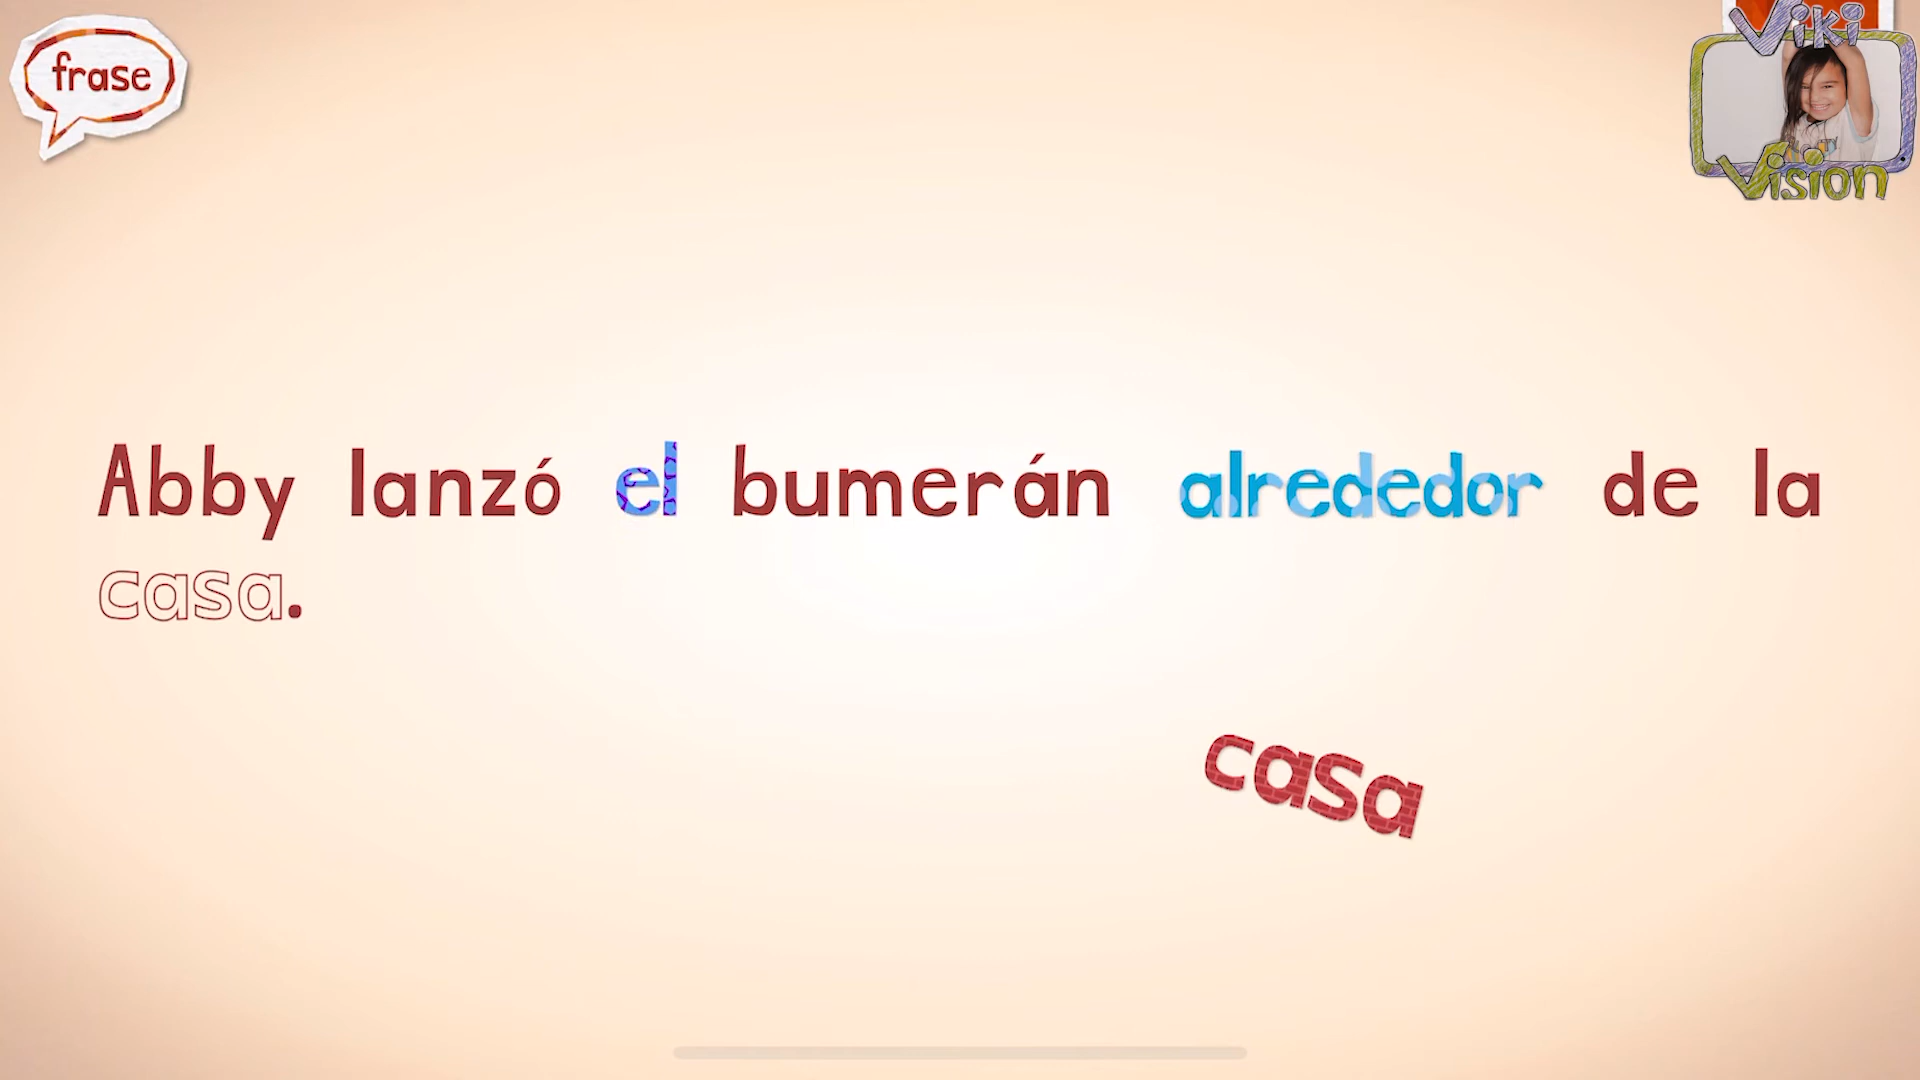 frase
Viki
Vision
Abby lanzó el bumerán alrededor de la
casa.
casa